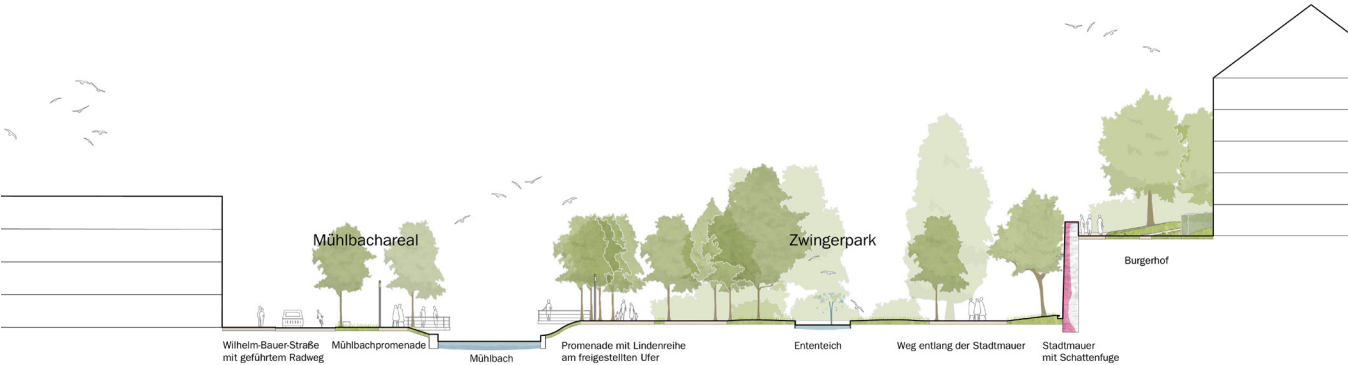 Mühlbachareal
Zwingerpark
Burgerhof
Wilhelm-Bauer-Straße
mit geführtem Radweg
Mühlbachpromenade
Mühlbach
Promenade mit Lindenreihe
am freigestellten Ufer
Ententeich
Weg entlang der Stadtmauer
Stadtmauer
mit Schattenfuge